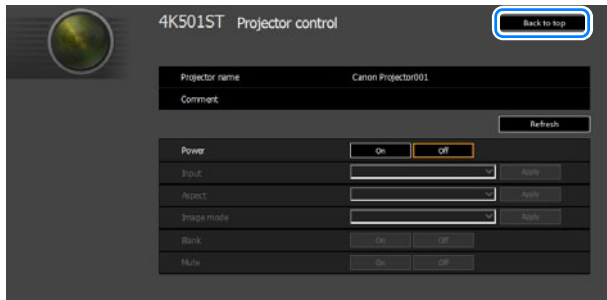 4K501ST Projector control Back to top
Projector name Canon Projector001
Comment
Refresh
Power On Off
Input Apply
Aspect Apply
Image mode Apply
Blank On Off
Mute On Off